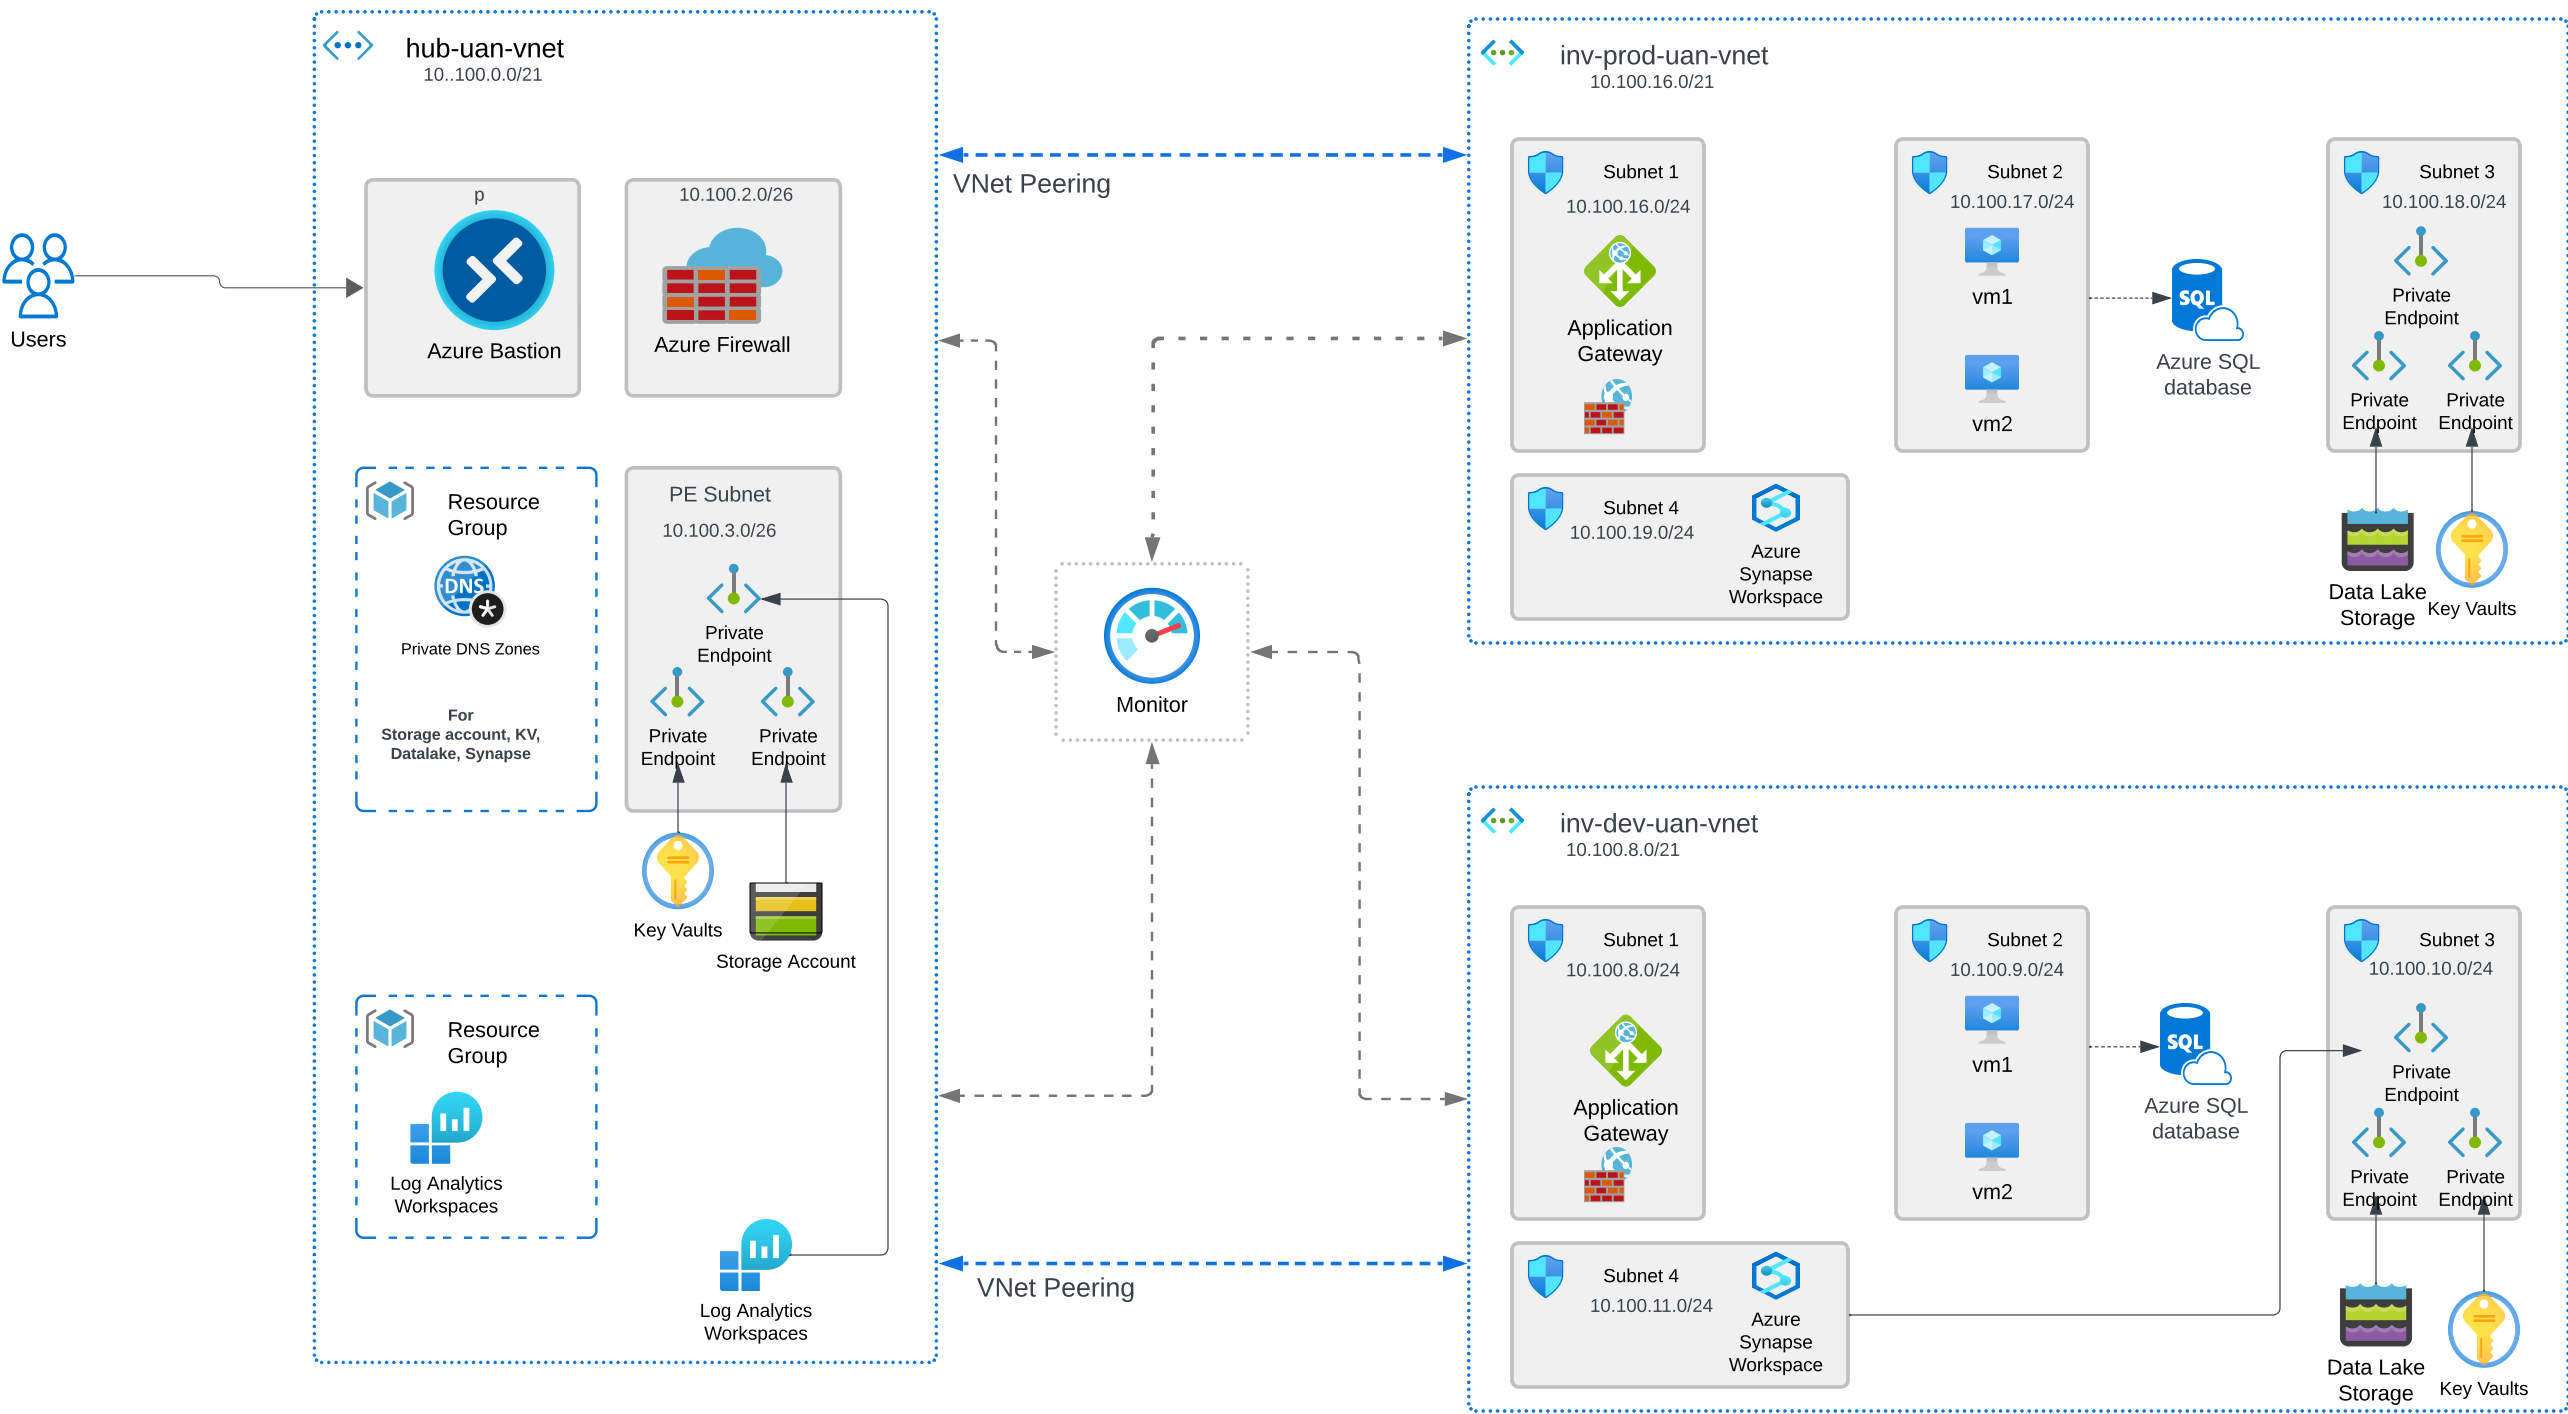 hub-uan-vnet
10..100.0.0/21
p
Azure Bastion
10.100.2.0/26
Azure Firewall
Users
Resource
Group
DNS
Private DNS Zones
For
Storage account, KV,
Datalake, Synapse
PE Subnet
10.100.3.0/26
Private
Endpoint
Private
Endpoint
Private
Endpoint
Key Vaults
Storage Account
Resource
Group
Log Analytics
Workspaces
Log Analytics
Workspaces
VNet Peering
Monitor
VNet Peering
inv-prod-uan-vnet
10.100.16.0/21
Subnet 1
10.100.16.0/24
Application
Gateway
Subnet 2
10.100.17.0/24
vm1
vm2
SQL
Azure SQL
database
Subnet 3
10.100.18.0/24
Private
Endpoint
Private
Endpoint
Private
Endpoint
Subnet 4
10.100.19.0/24
Azure
Synapse
Workspace
Data Lake
Storage
Key Vaults
inv-dev-uan-vnet
10.100.8.0/21
Subnet 1
10.100.8.0/24
Application
Gateway
Subnet 2
10.100.9.0/24
vm1
vm2
SQL
Azure SQL
database
Subnet 3
10.100.10.0/24
Private
Endpoint
Private
Endpoint
Private
Endpoint
Subnet 4
10.100.11.0/24
Azure
Synapse
Workspace
Data Lake
Storage
Key Vaults